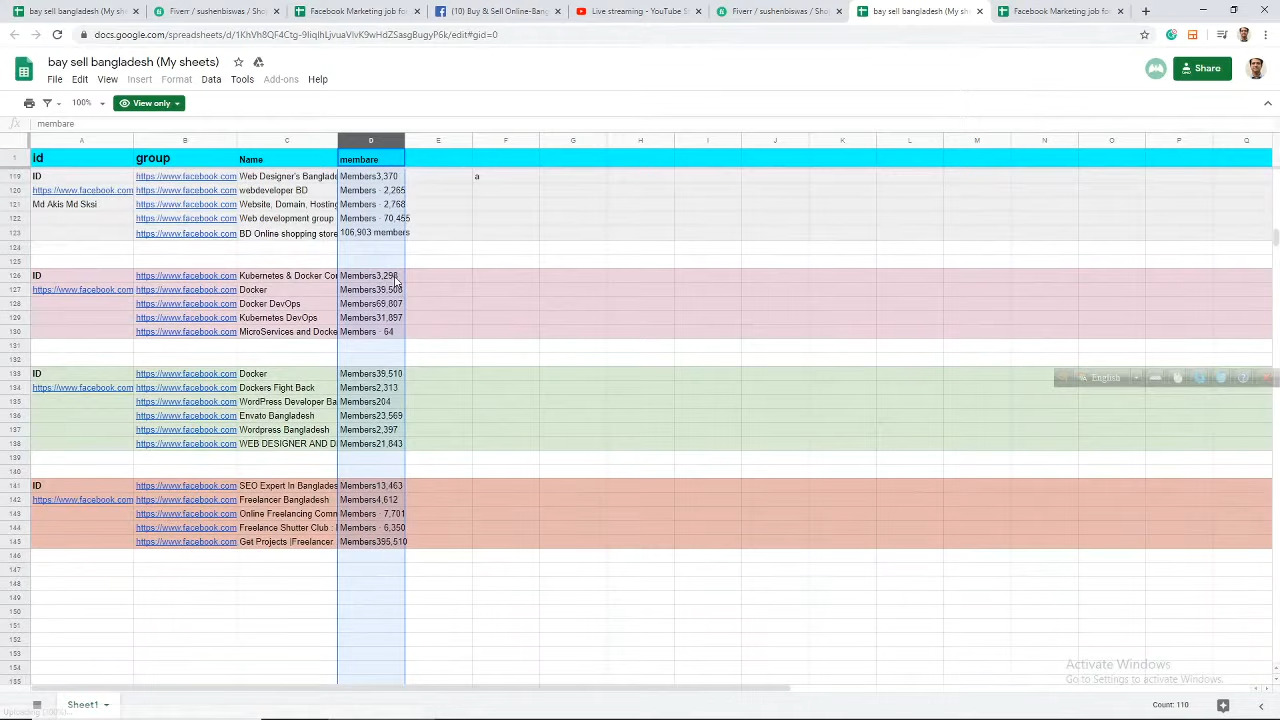 bay sell bangladesh (My she
Fiverr / sushenbiswas / Sho
Facebook Marketing job fo
(10) Buy & Sell Online-Bang
Live streaming - YouTube S
Fiverr / sushenbiswas / Sho
bay sell bangladesh (My she
Facebook Marketing job fo
docs.google.com/spreadsheets/d/
/edit#gid=0
bay sell bangladesh (My sheets)
Share
File Edit View Insert Format Data Tools Add-ons Help
100% View only
fx membare
A B C D E F G H I J K L M N O P Q
1 id group Name membare
119 ID https://www.facebook.com Web Designer's Banglade Members3,370 a
120 https://www.facebook.com https://www.facebook.com webdeveloper BD Members · 2,265
121 Md Akis Md Sksi https://www.facebook.com Website, Domain, Hosting Members · 2,768
122 https://www.facebook.com Web development group Members · 70,455
123 https://www.facebook.com BD Online shopping store 106,903 members
124
125
126 ID https://www.facebook.com Kubernetes & Docker Con Members3,298
127 https://www.facebook.com https://www.facebook.com Docker Members39,508
128 https://www.facebook.com Docker DevOps Members69,807
129 https://www.facebook.com Kubernetes DevOps Members31,897
130 https://www.facebook.com MicroServices and Docke Members · 64
131
132
133 ID https://www.facebook.com Docker Members39,510
134 https://www.facebook.com https://www.facebook.com Dockers Fight Back Members2,313
135 https://www.facebook.com WordPress Developer Ba Members204
136 https://www.facebook.com Envato Bangladesh Members23,569
137 https://www.facebook.com Wordpress Bangladesh Members2,397
138 https://www.facebook.com WEB DESIGNER AND D Members21,843
139
140
141 ID https://www.facebook.com SEO Expert In Banglades Members13,463
142 https://www.facebook.com https://www.facebook.com Freelancer Bangladesh Members4,612
143 https://www.facebook.com Online Freelancing Comm Members · 7,701
144 https://www.facebook.com Freelance Shutter Club : Members · 6,350
145 https://www.facebook.com Get Projects |Freelancer Members395,510
146
147
148
149
150
151
152
153
154
155
English
Activate Windows
Go to Settings to activate Windows.
Sheet1
Count: 110
Uploading (100%)...